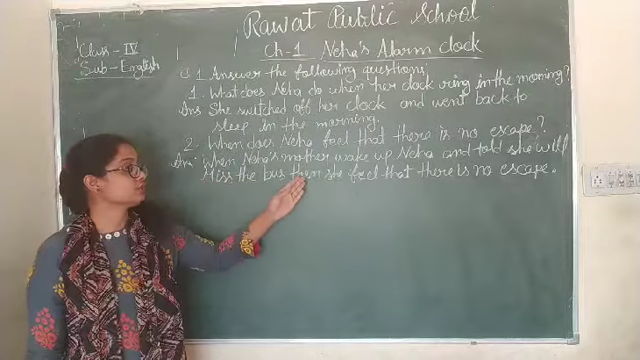 Rawat Public School
Class - IV
Ch-1 Neha's Alarm clock
Sub - English
Q 1 Answer the following questions:
1. What does Neha do when her clock ring in the morning?
Ans She switched off her clock and went back to
sleep in the morning.
2. When does Neha feel that there is no escape?
Ans. When Neha's mother wake up Neha and told she will
Miss the bus then she feel that there is no escape.